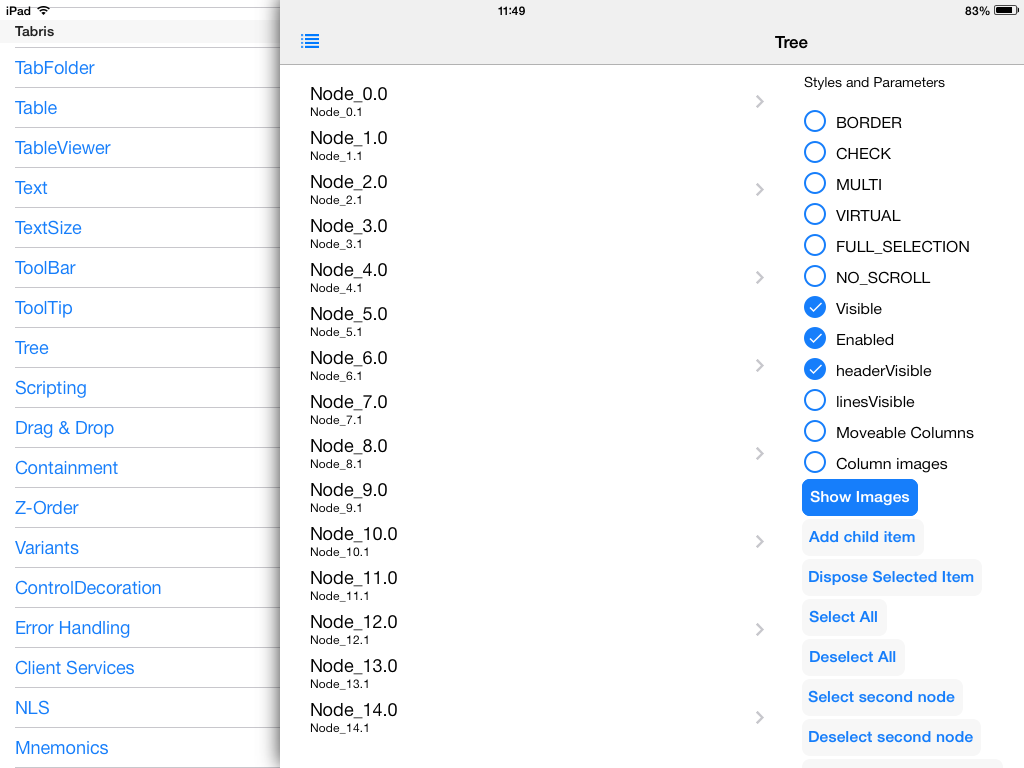 iPad
11:49
83%
Tabris
TabFolder
Table
TableViewer
Text
TextSize
ToolBar
ToolTip
Tree
Scripting
Drag & Drop
Containment
Z-Order
Variants
ControlDecoration
Error Handling
Client Services
NLS
Mnemonics
Tree
Node_0.0
Node_0.1
Node_1.0
Node_1.1
Node_2.0
Node_2.1
Node_3.0
Node_3.1
Node_4.0
Node_4.1
Node_5.0
Node_5.1
Node_6.0
Node_6.1
Node_7.0
Node_7.1
Node_8.0
Node_8.1
Node_9.0
Node_9.1
Node_10.0
Node_10.1
Node_11.0
Node_11.1
Node_12.0
Node_12.1
Node_13.0
Node_13.1
Node_14.0
Node_14.1
Styles and Parameters
BORDER
CHECK
MULTI
VIRTUAL
FULL_SELECTION
NO_SCROLL
Visible
Enabled
headerVisible
linesVisible
Moveable Columns
Column images
Show Images
Add child item
Dispose Selected Item
Select All
Deselect All
Select second node
Deselect second node